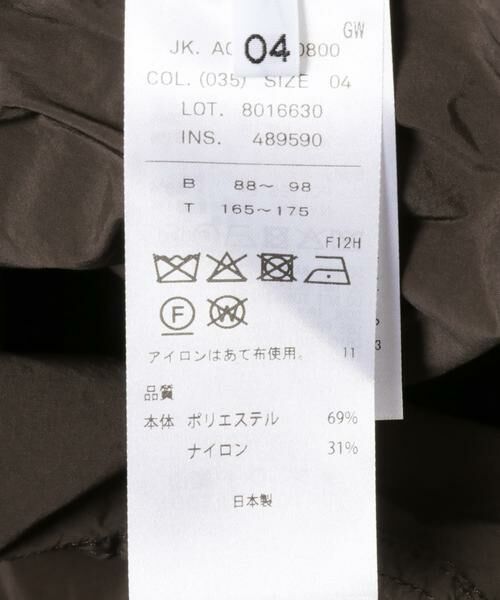 GW
04
JK. 0800
COL. (035) SIZE 04
LOT. 8016630
INS. 489590
B 88～ 98
T 165～175
F12H
F
W
アイロンはあて布使用。 11
品質
本体 ポリエステル 69%
ナイロン 31%
日本製
3